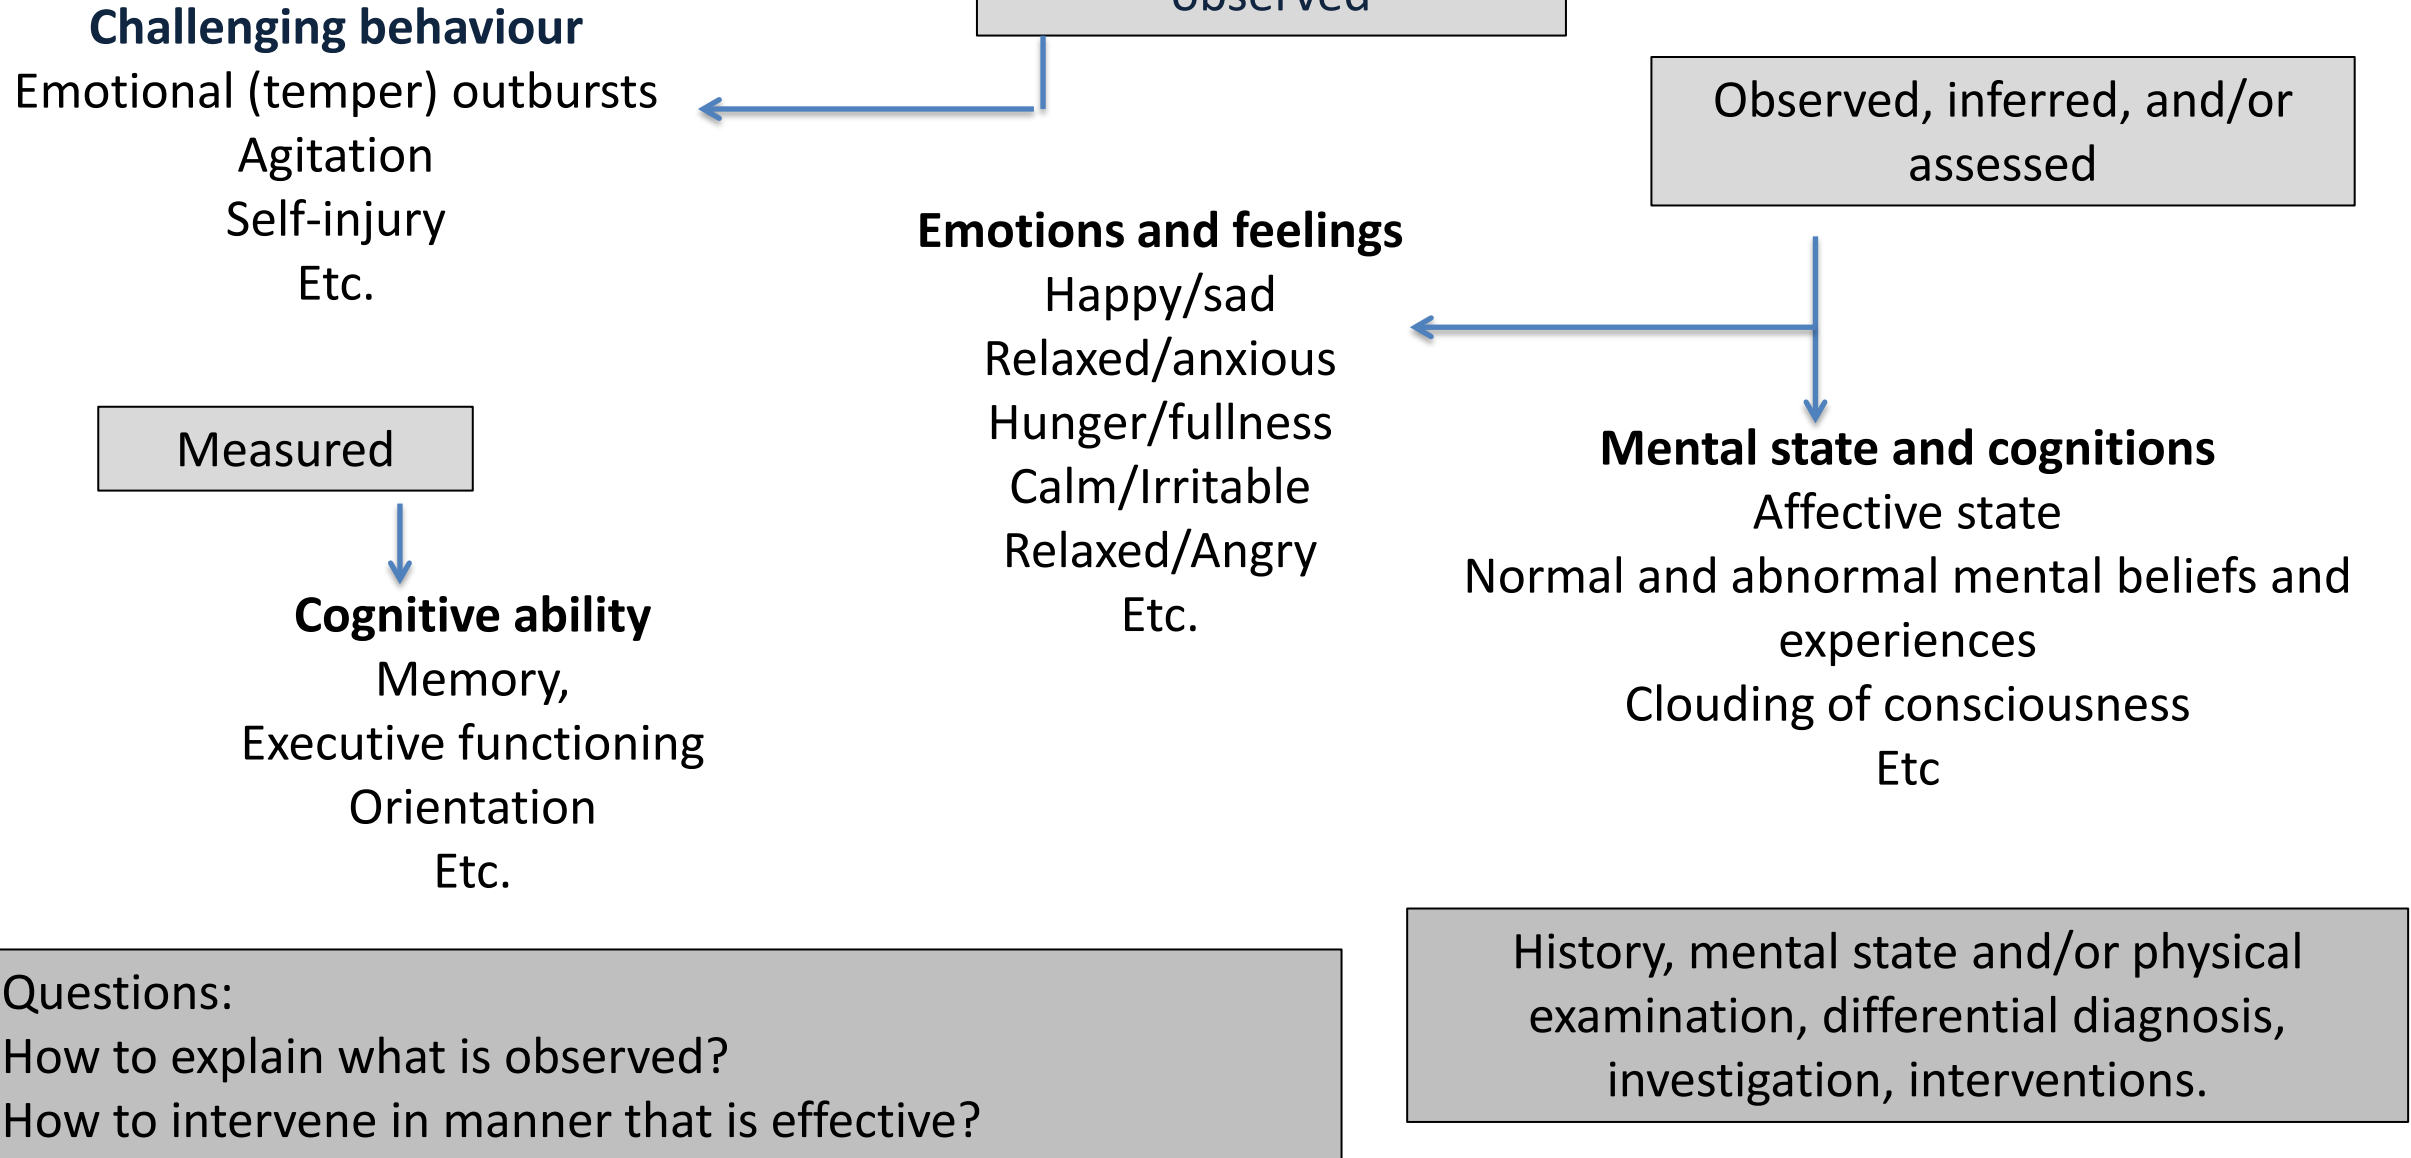 observed
Challenging behaviour
Emotional (temper) outbursts
Agitation
Self-injury
Etc.
Observed, inferred, and/or
assessed
Emotions and feelings
Happy/sad
Relaxed/anxious
Hunger/fullness
Calm/Irritable
Relaxed/Angry
Etc.
Measured
Cognitive ability
Memory,
Executive functioning
Orientation
Etc.
Mental state and cognitions
Affective state
Normal and abnormal mental beliefs and
experiences
Clouding of consciousness
Etc
Questions:
How to explain what is observed?
How to intervene in manner that is effective?
History, mental state and/or physical
examination, differential diagnosis,
investigation, interventions.